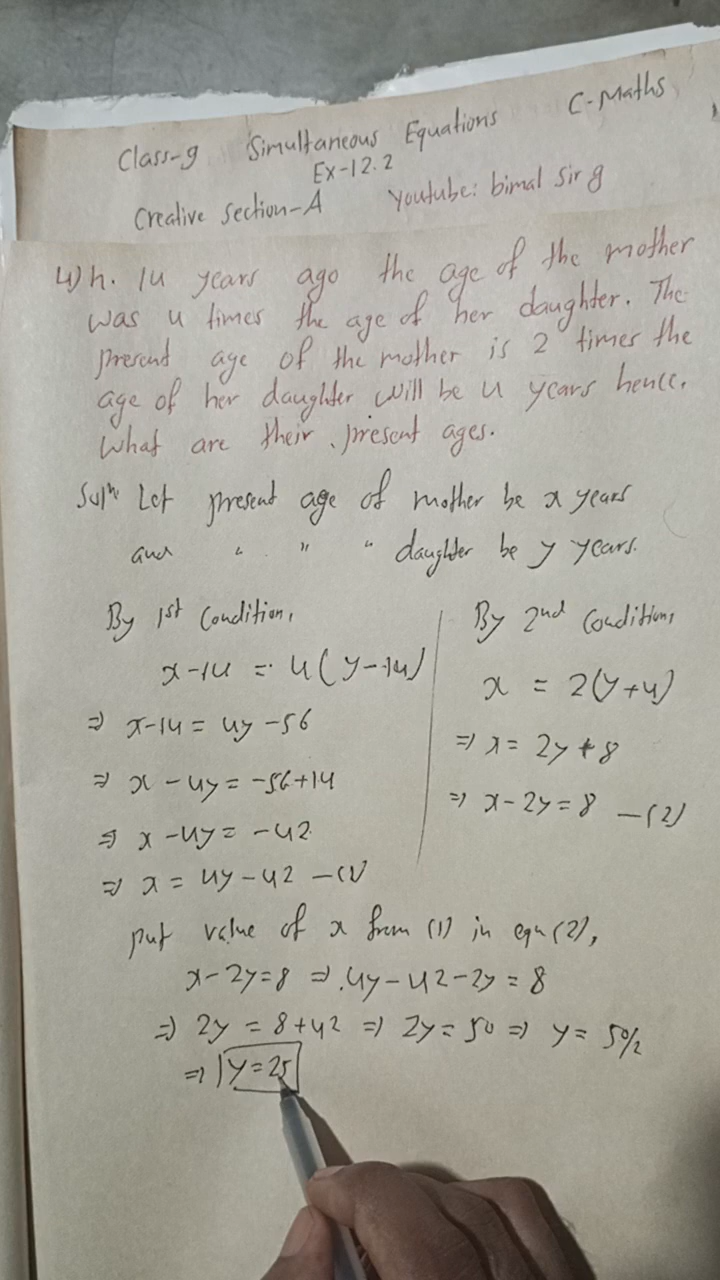 Class-9 Simultaneous Equations C-Maths
Ex-12.2
Creative section-A Youtube: bimal sir g
4) h. 14 years ago the age of the mother
was 4 times the age of her daughter. The
present age of the mother is 2 times the
age of her daughter will be 4 years hence.
What are their present ages.
Solⁿ Let present age of mother be x years
and " " " daughter be y years.
By 1st Condition,
x-14 = 4(y-14)
⇒ x-14 = 4y-56
⇒ x-4y = -56+14
⇒ x-4y = -42
⇒ x = 4y-42 —(1)
By 2nd Condition,
x = 2(y+4)
⇒ x = 2y+8
⇒ x-2y=8 —(2)
put value of x from (1) in eqn (2),
x-2y=8 ⇒ 4y-42-2y = 8
⇒ 2y = 8+42 ⇒ 2y=50 ⇒ y = 50/2
⇒ y=25